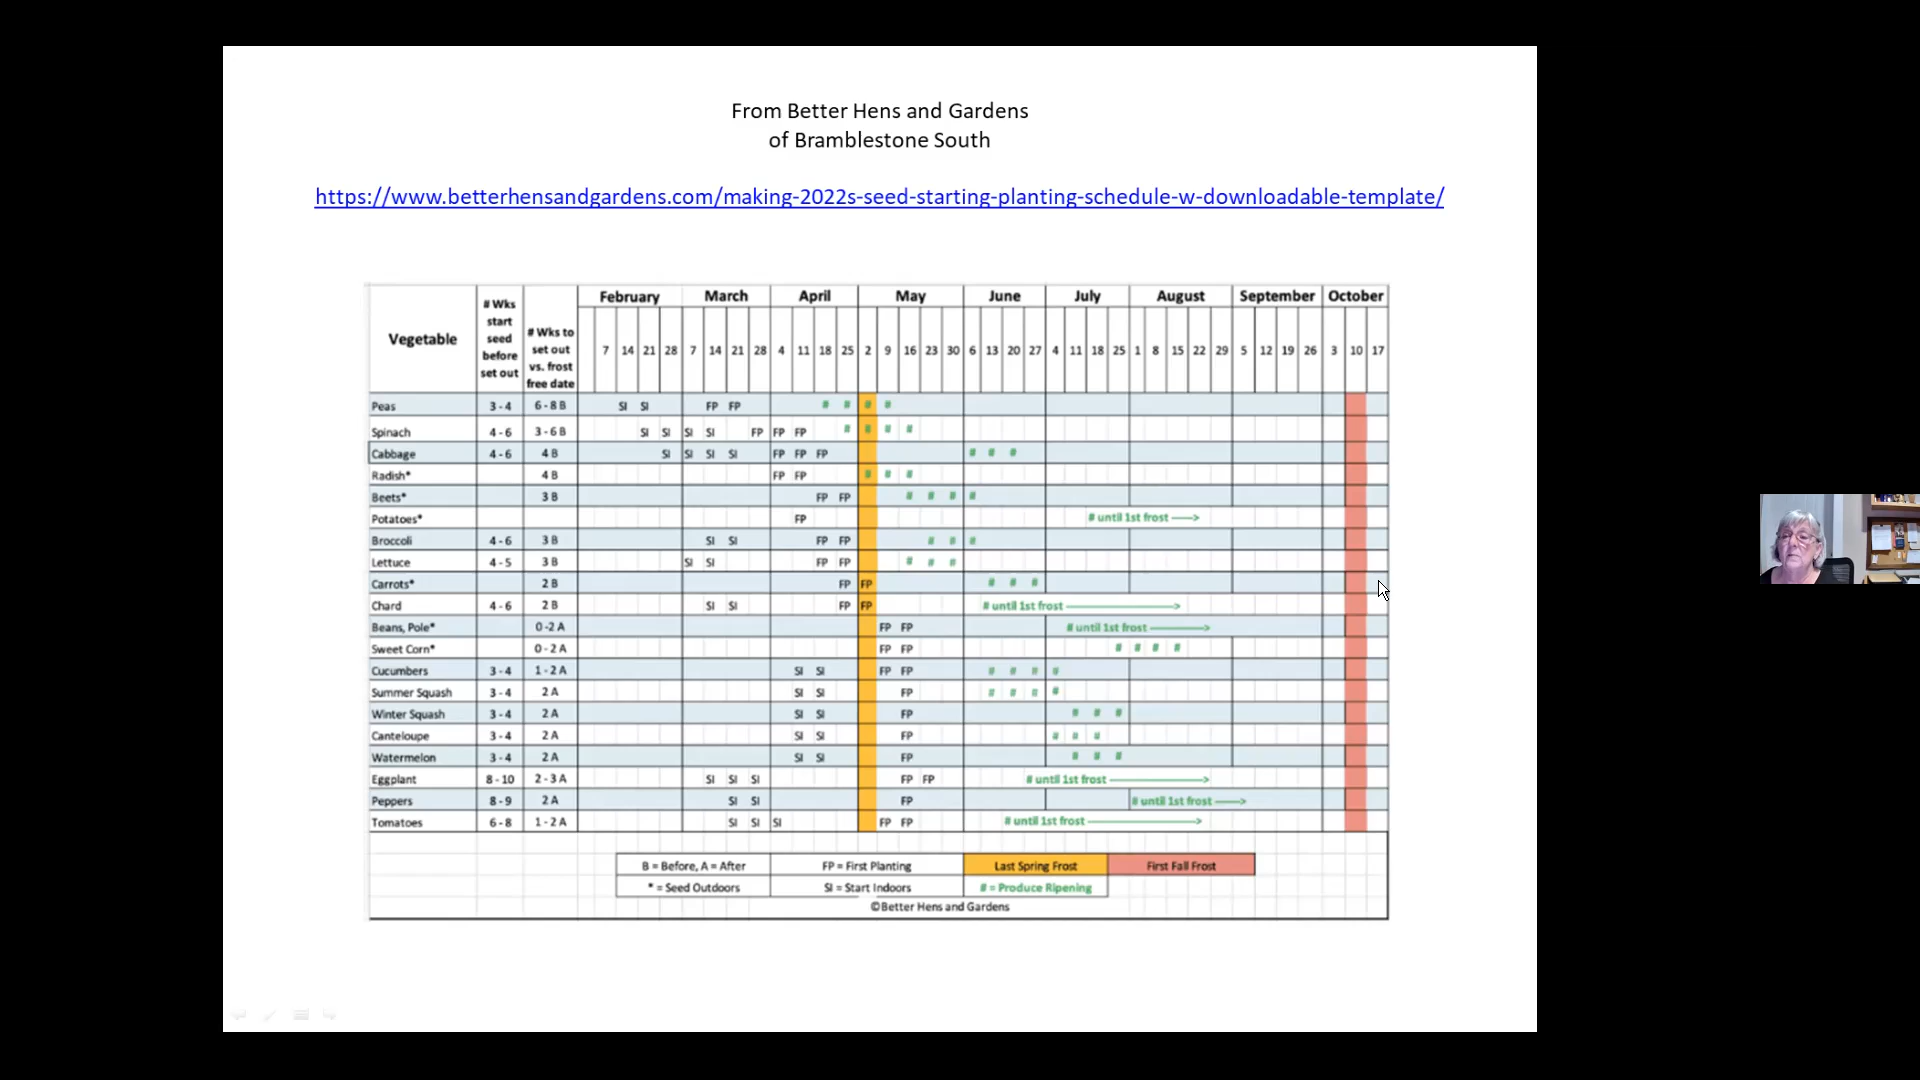 From Better Hens and Gardens
of Bramblestone South
https://www.betterhensandgardens.com/making-2022s-seed-starting-planting-schedule-w-downloadable-template/
Vegetable # Wks start seed before set out # Wks to set out vs. frost free date February March April May June July August September October
7 14 21 28 7 14 21 28 4 11 18 25 2 9 16 23 30 6 13 20 27 4 11 18 25 1 8 15 22 29 5 12 19 26 3 10 17
Peas 3 - 4 6 - 8 B SI SI FP FP # # # #
Spinach 4 - 6 3 - 6 B SI SI SI SI FP FP FP # # # #
Cabbage 4 - 6 4 B SI SI SI SI FP FP FP # # #
Radish* 4 B FP FP # # #
Beets* 3 B FP FP # # # #
Potatoes* FP # until 1st frost
Broccoli 4 - 6 3 B SI SI FP FP # # #
Lettuce 4 - 5 3 B SI SI FP FP # # #
Carrots* 2 B FP FP # # #
Chard 4 - 6 2 B SI SI FP FP # until 1st frost
Beans, Pole* 0 -2 A FP FP # until 1st frost
Sweet Corn* 0 - 2 A FP FP # # # #
Cucumbers 3 - 4 1 - 2 A SI SI FP FP # # # #
Summer Squash 3 - 4 2 A SI SI FP # # # #
Winter Squash 3 - 4 2 A SI SI FP # # #
Canteloupe 3 - 4 2 A SI SI FP # # #
Watermelon 3 - 4 2 A SI SI FP # # #
Eggplant 8 - 10 2 - 3 A SI SI SI FP FP # until 1st frost
Peppers 8 - 9 2 A SI SI FP # until 1st frost
Tomatoes 6 - 8 1 - 2 A SI SI SI FP FP # until 1st frost
B = Before, A = After FP = First Planting Last Spring Frost First Fall Frost
* = Seed Outdoors SI = Start Indoors # = Produce Ripening
©Better Hens and Gardens